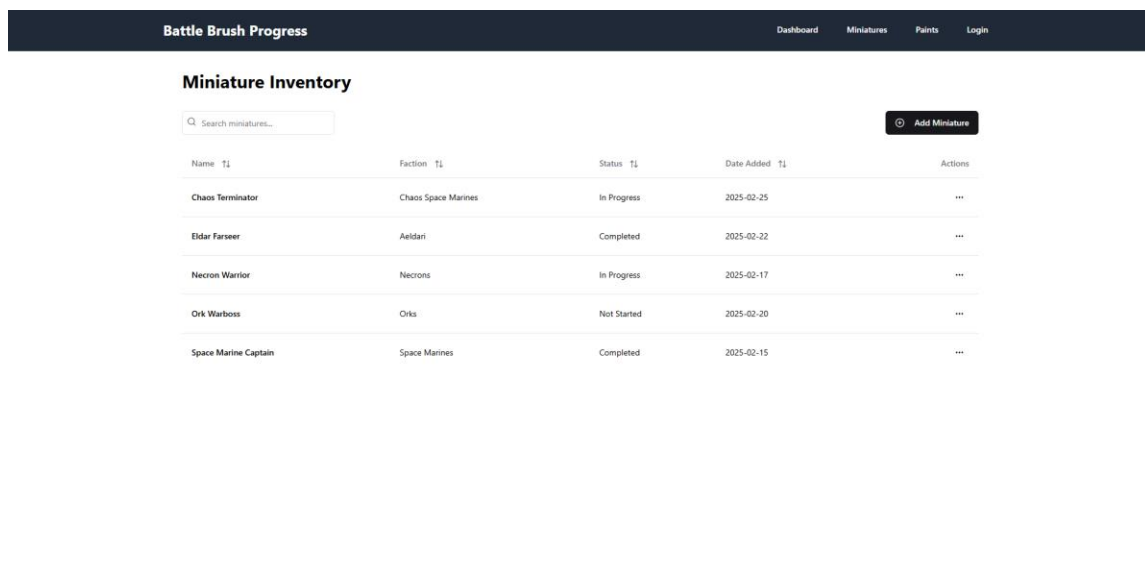 Battle Brush Progress Dashboard Miniatures Paints Login
Miniature Inventory
Search miniatures... Add Miniature
Name Faction Status Date Added Actions
Chaos Terminator Chaos Space Marines In Progress 2025-02-25 ...
Eldar Farseer Aeldari Completed 2025-02-22 ...
Necron Warrior Necrons In Progress 2025-02-17 ...
Ork Warboss Orks Not Started 2025-02-20 ...
Space Marine Captain Space Marines Completed 2025-02-15 ...